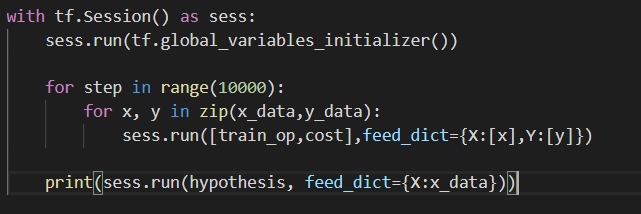 with tf.Session() as sess:
    sess.run(tf.global_variables_initializer())
    for step in range(10000):
        for x, y in zip(x_data,y_data):
            sess.run([train_op,cost],feed_dict={X:[x],Y:[y]})
    print(sess.run(hypothesis, feed_dict={X:x_data}))